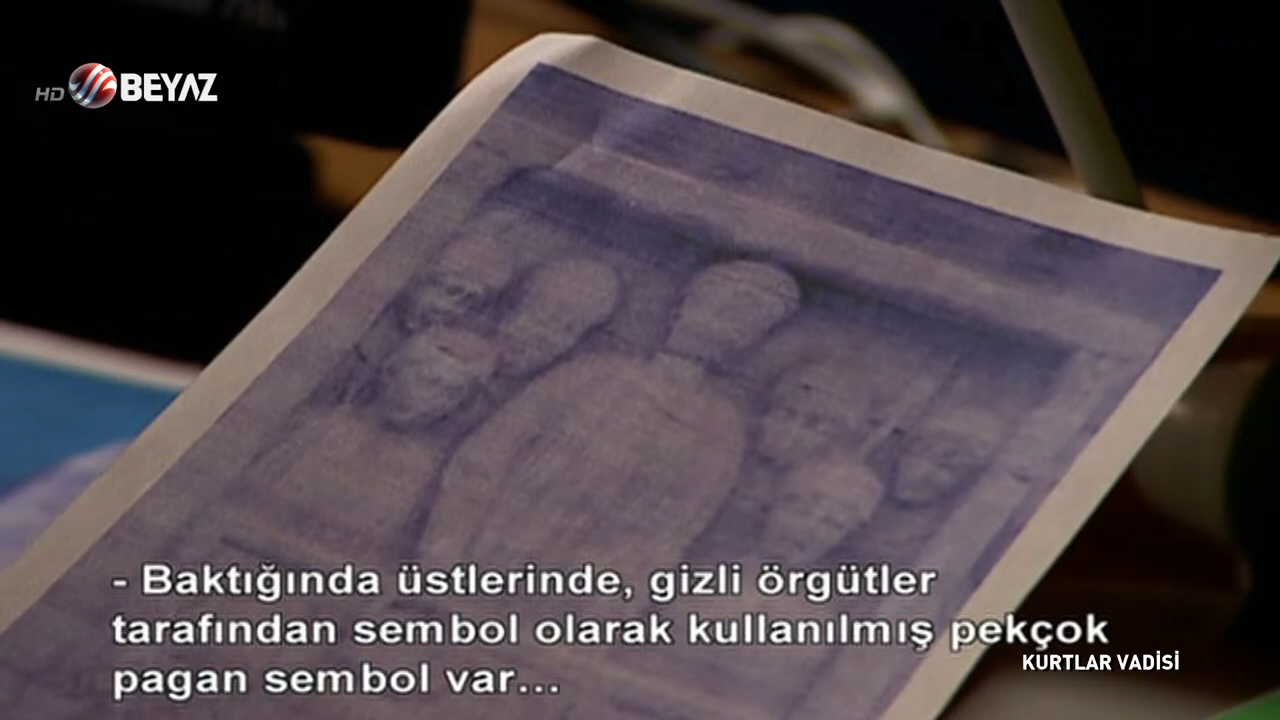 HD BEYAZ
- Baktığında üstlerinde, gizli örgütler
tarafından sembol olarak kullanılmış pekçok
pagan sembol var...
KURTLAR VADİSİ